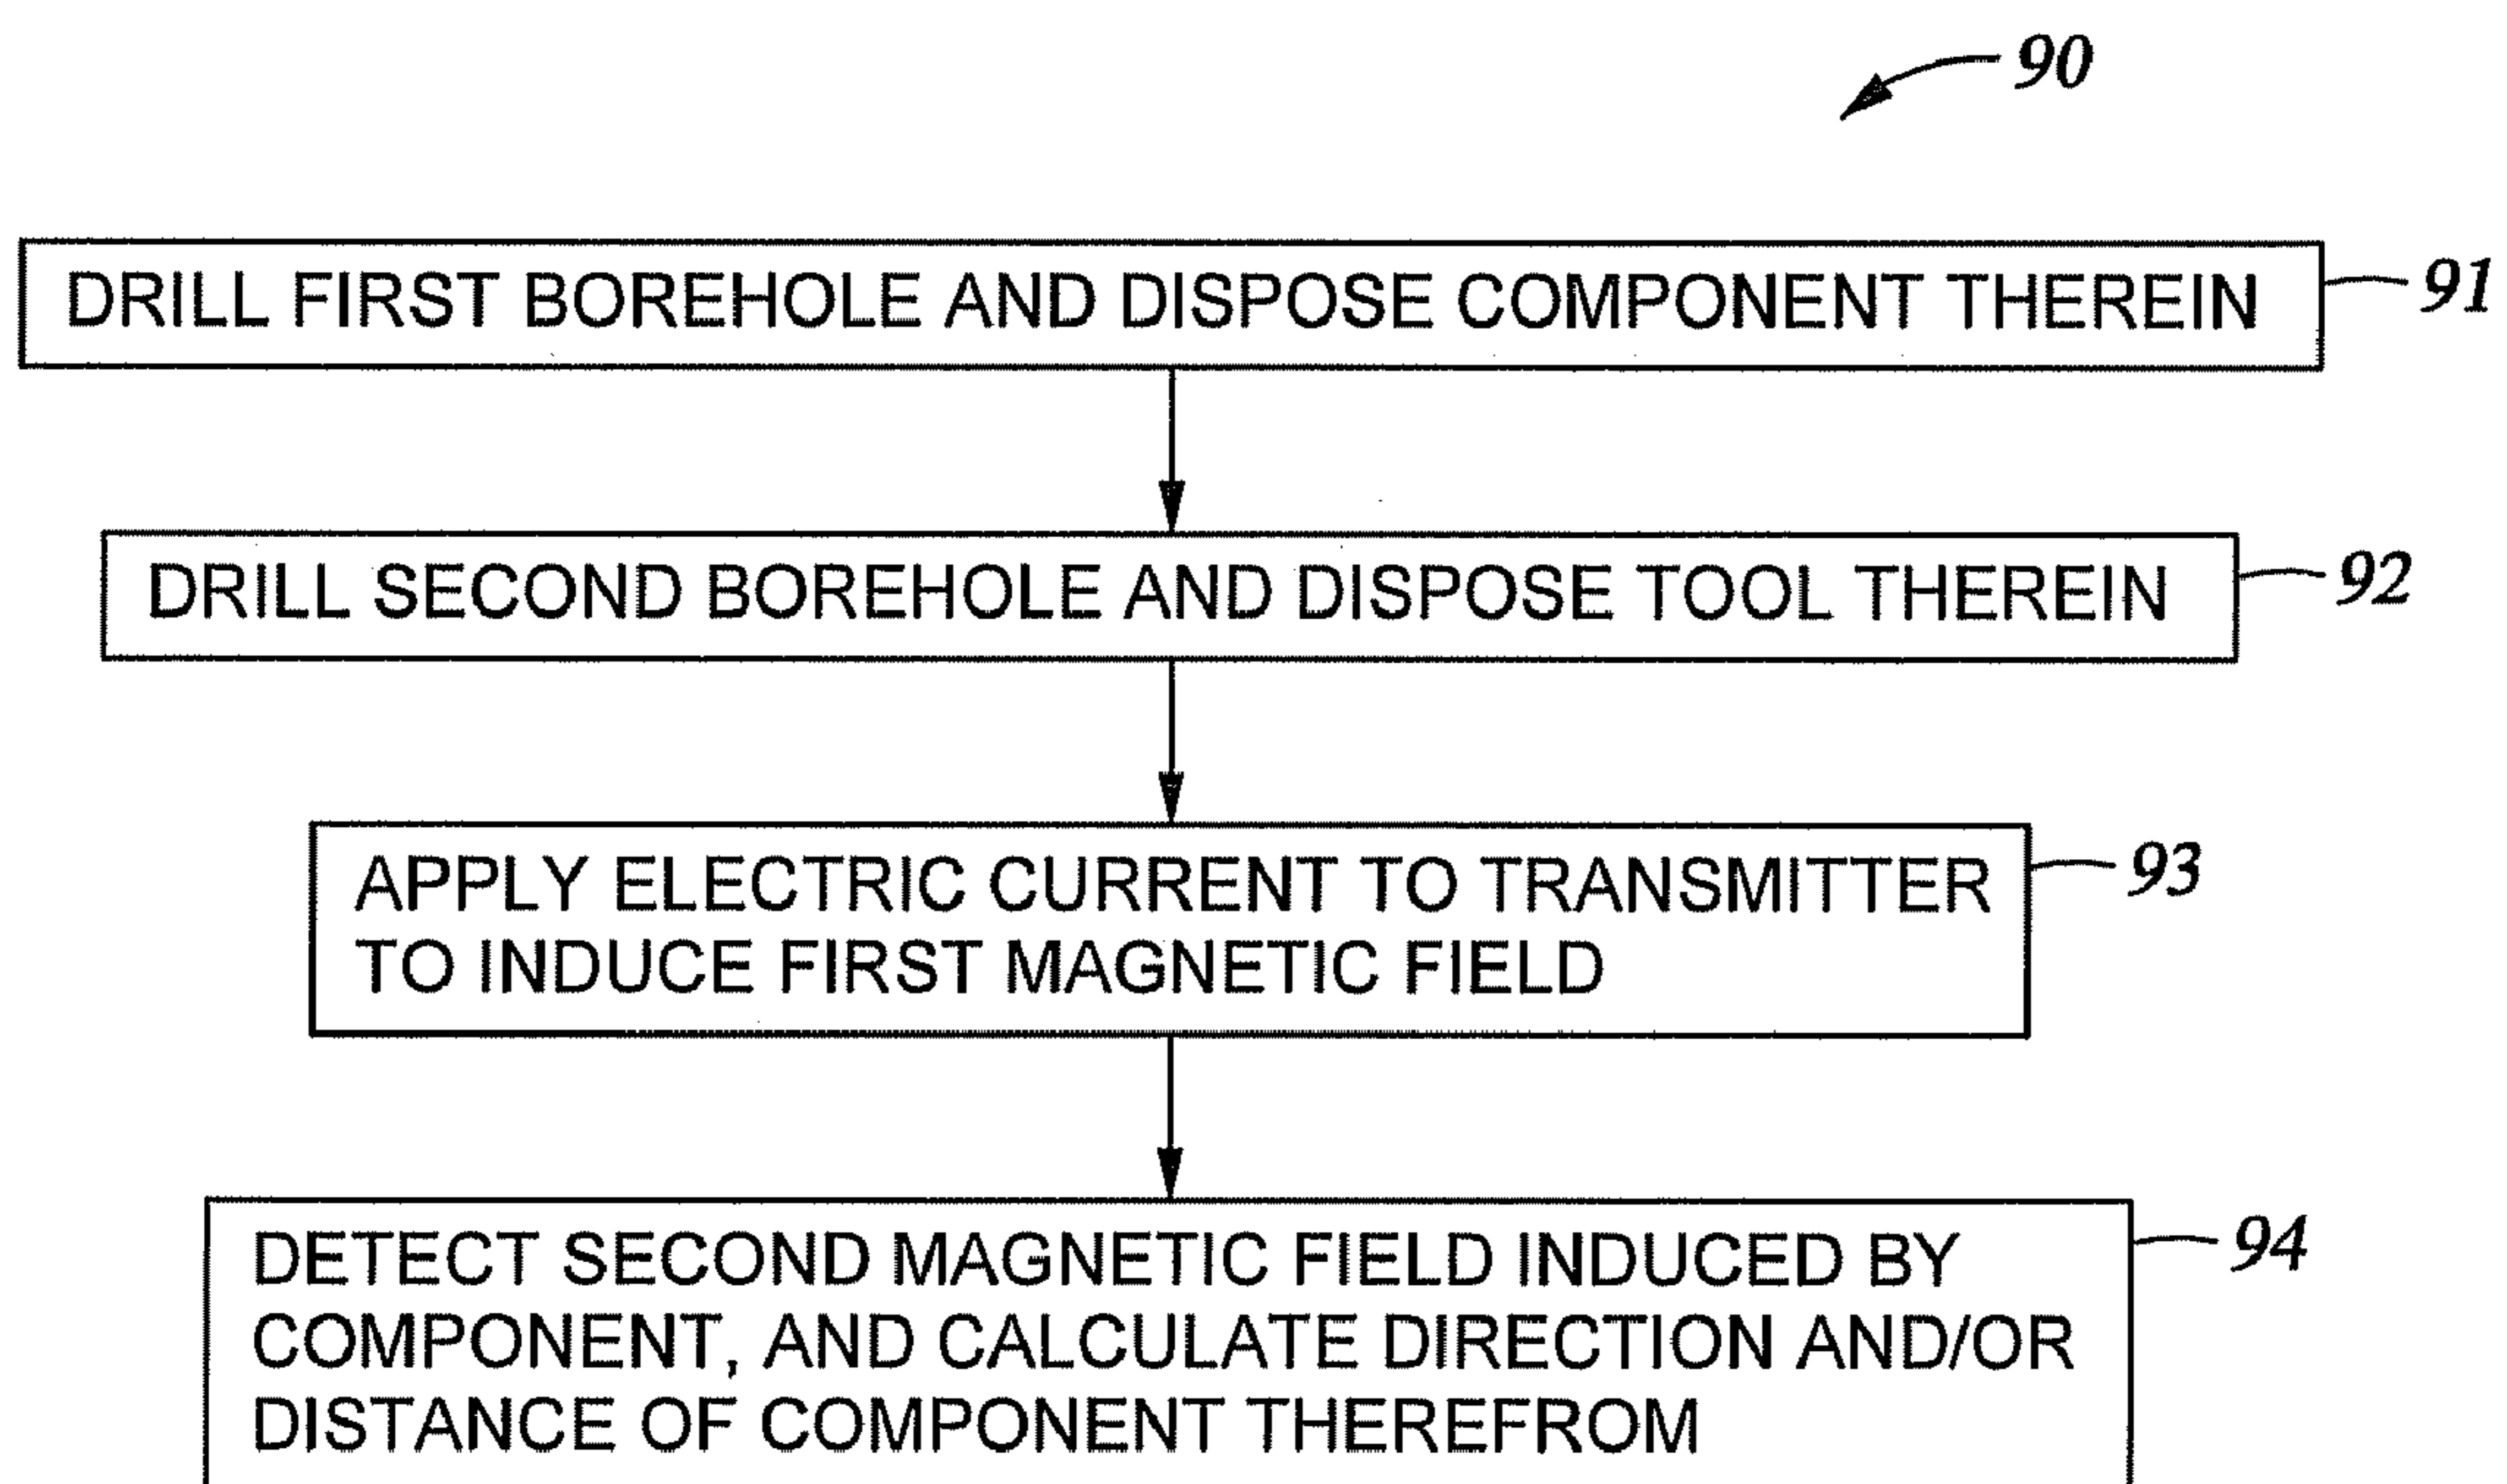 90
DRILL FIRST BOREHOLE AND DISPOSE COMPONENT THEREIN
91
DRILL SECOND BOREHOLE AND DISPOSE TOOL THEREIN
92
APPLY ELECTRIC CURRENT TO TRANSMITTER
TO INDUCE FIRST MAGNETIC FIELD
93
DETECT SECOND MAGNETIC FIELD INDUCED BY
COMPONENT, AND CALCULATE DIRECTION AND/OR
DISTANCE OF COMPONENT THEREFROM
94